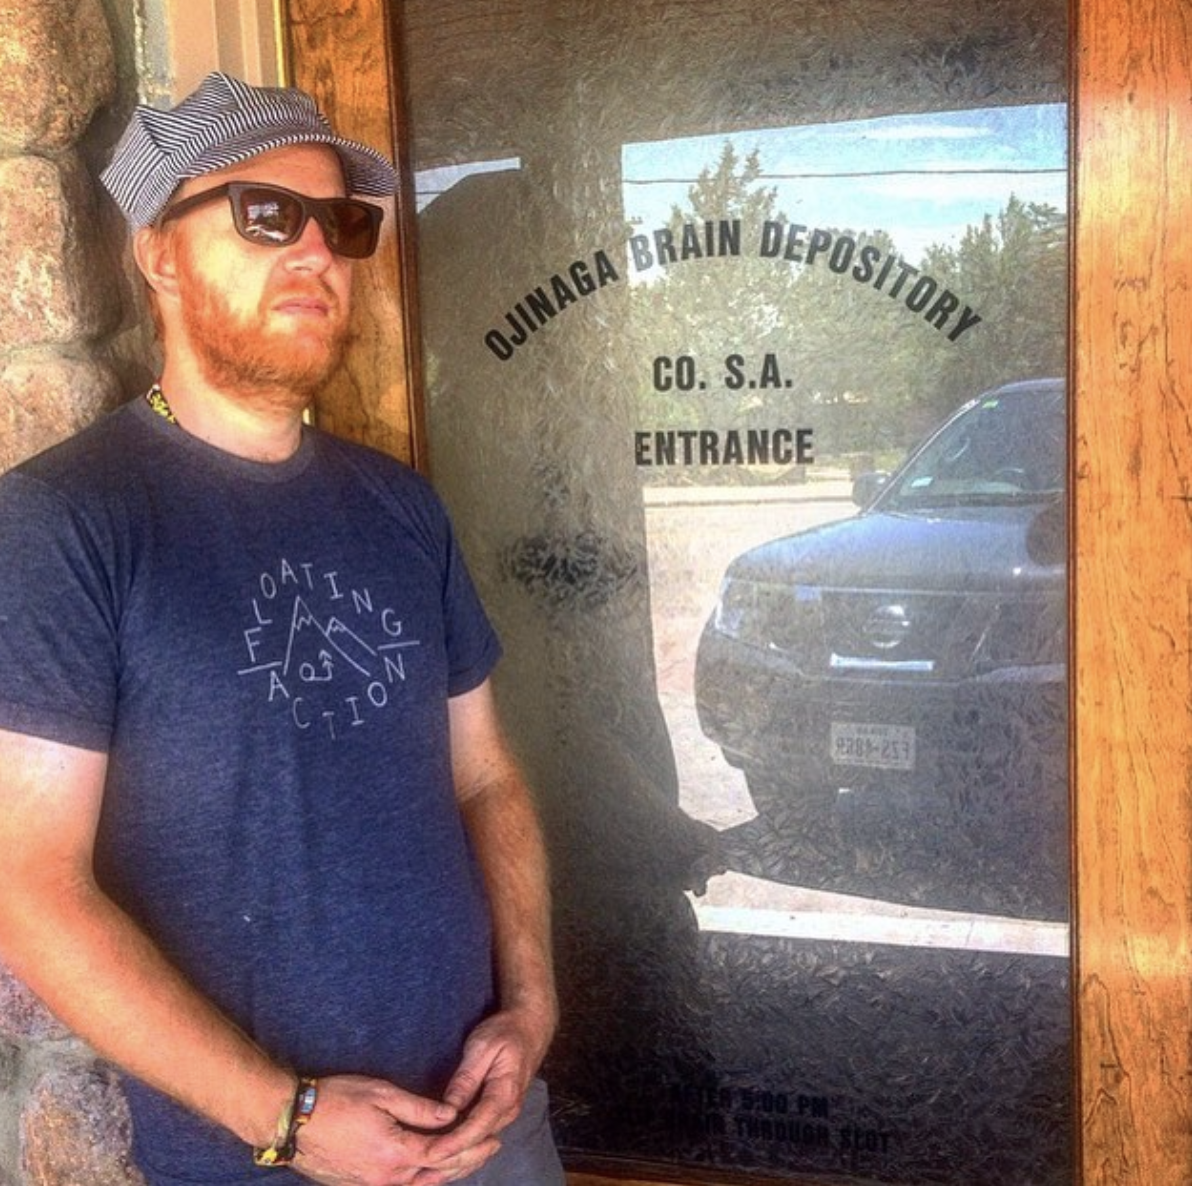 OJINAGA BRAIN DEPOSITORY
CO. S.A.
ENTRANCE
AFTER 5:00 PM
THROUGH SLOT
FLOATING
ACTION